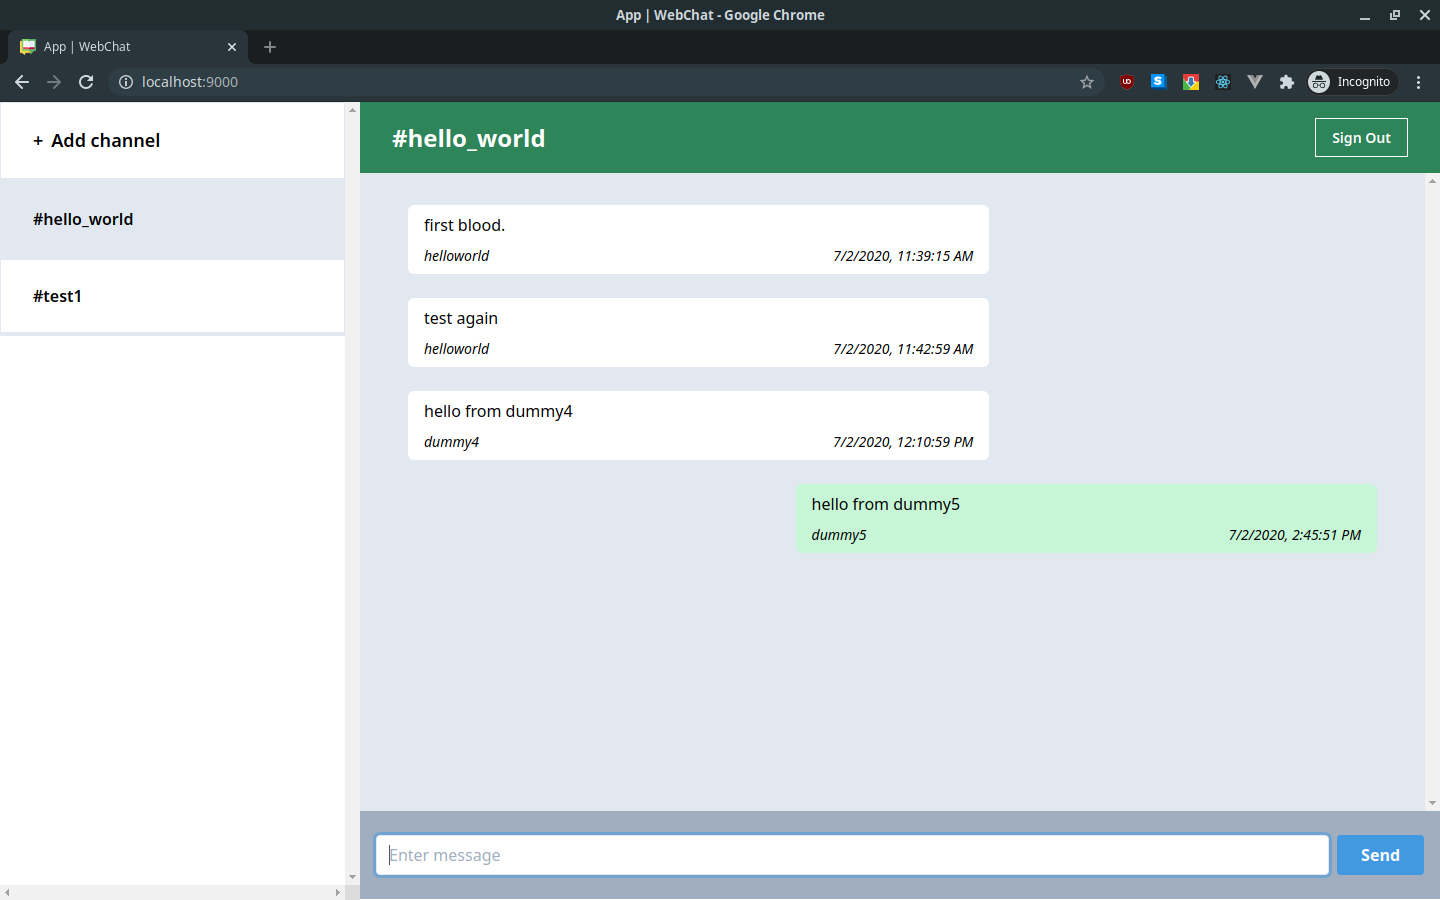 App | WebChat - Google Chrome
App | WebChat
localhost:9000
UD
S
Incognito
+ Add channel
#hello_world
#test1
#hello_world
Sign Out
first blood.
helloworld 7/2/2020, 11:39:15 AM
test again
helloworld 7/2/2020, 11:42:59 AM
hello from dummy4
dummy4 7/2/2020, 12:10:59 PM
hello from dummy5
dummy5 7/2/2020, 2:45:51 PM
Enter message
Send